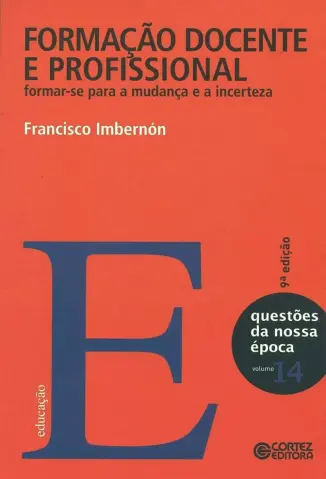 FORMAÇÃO DOCENTE
E PROFISSIONAL
formar-se para a mudança e a incerteza
Francisco Imbernón
E
educação
9ª edição
questões
da nossa
época
volume 14
CORTEZ
EDITORA